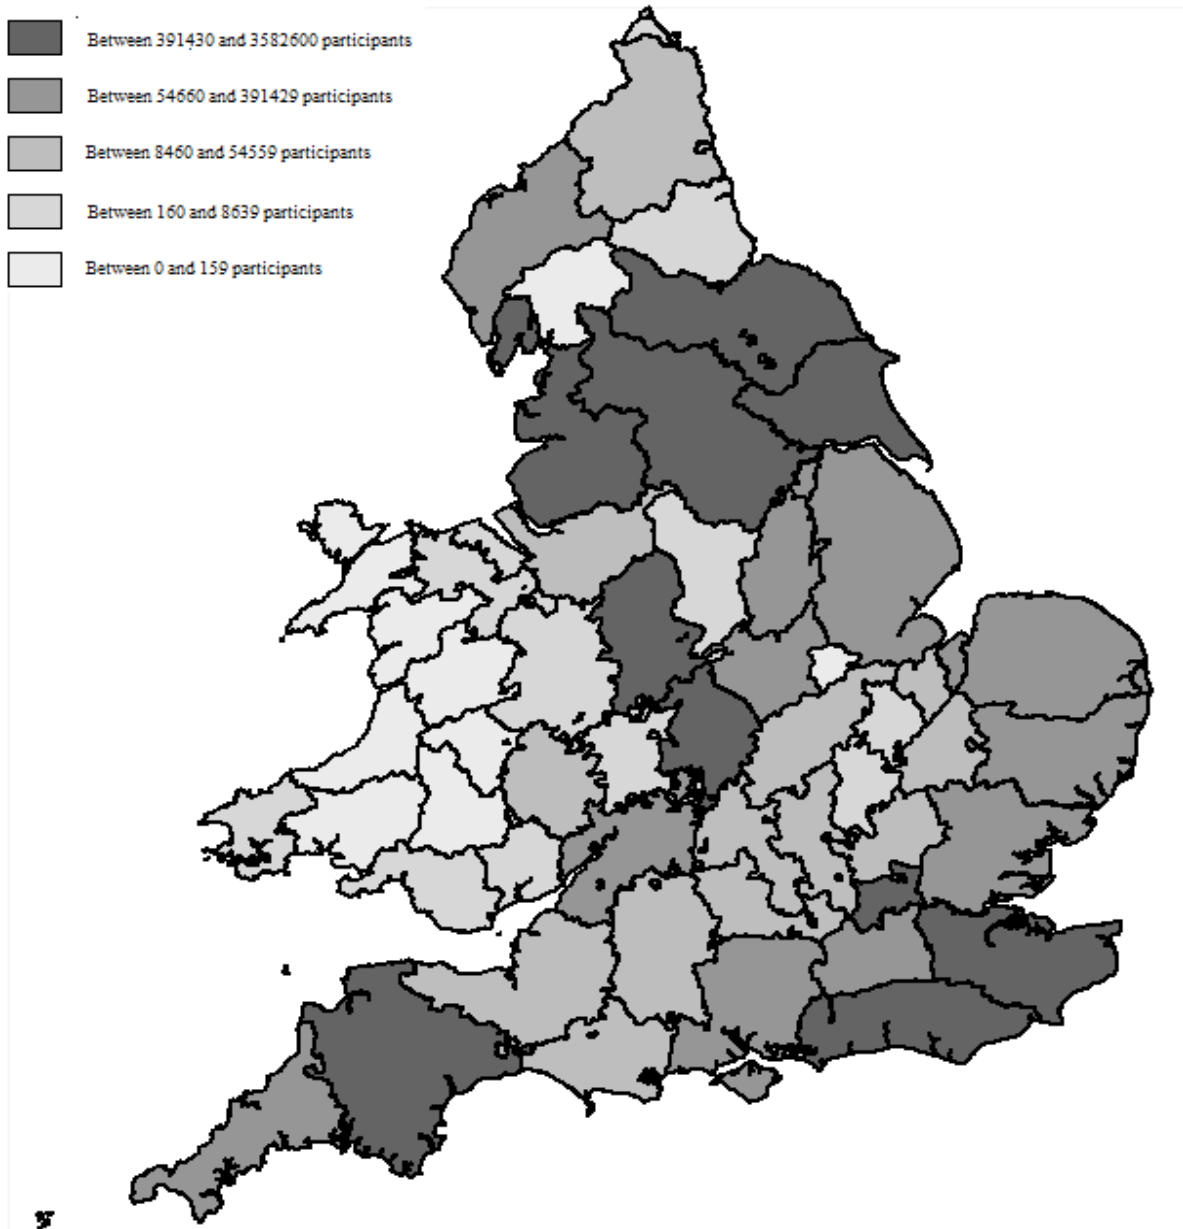 Between 391430 and 3582600 participants
Between 54660 and 391429 participants
Between 8460 and 54559 participants
Between 160 and 8639 participants
Between 0 and 159 participants